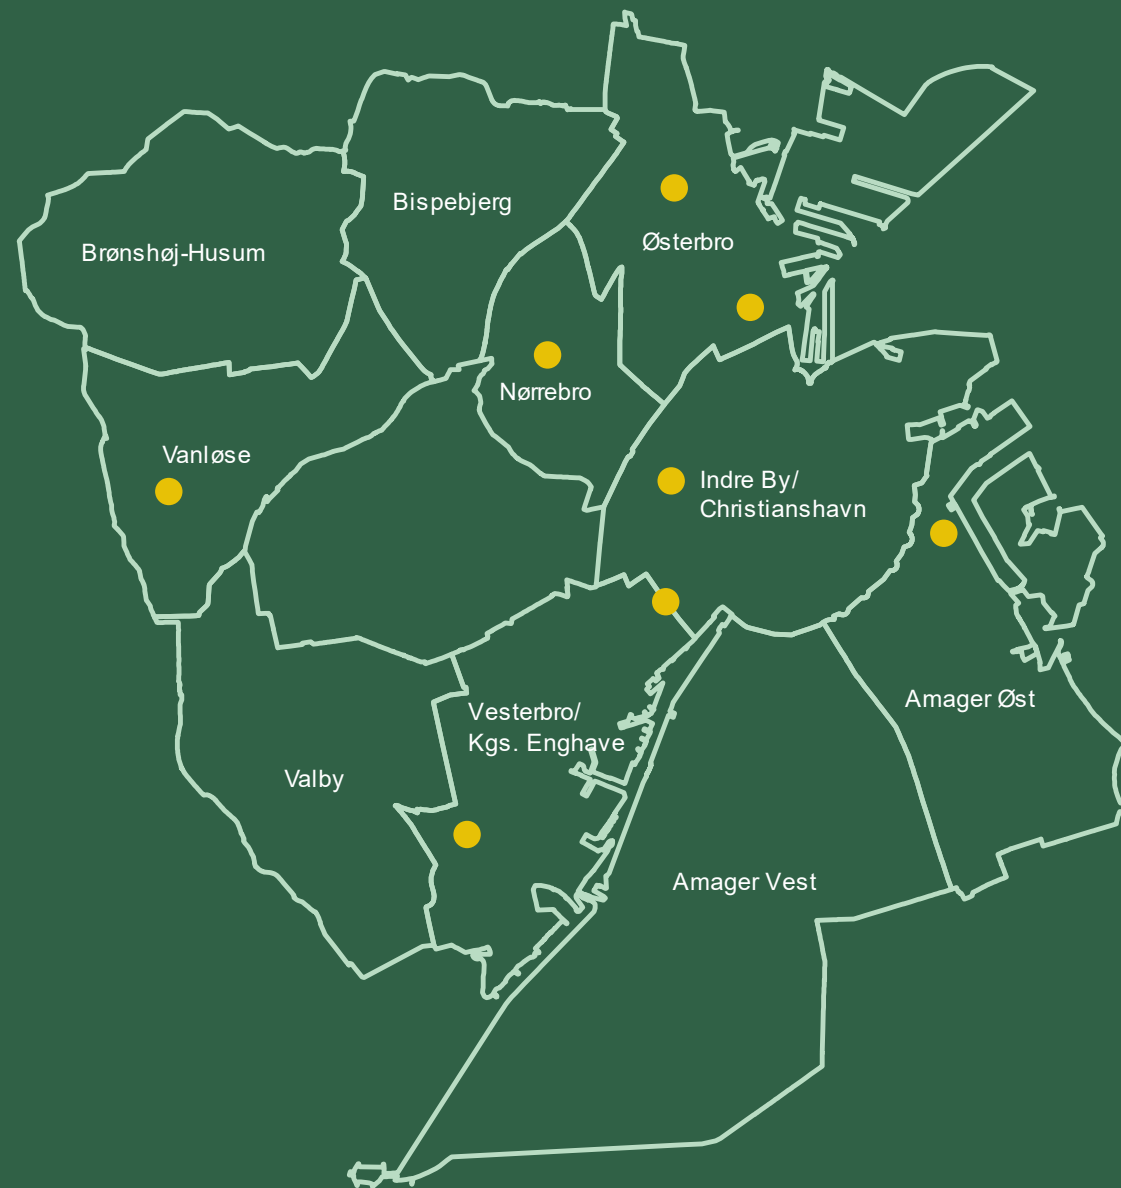 Bispebjerg
Brønshøj-Husum
Østerbro
Nørrebro
Vanløse
Indre By/
Christianshavn
Amager Øst
Vesterbro/
Kgs. Enghave
Valby
Amager Vest